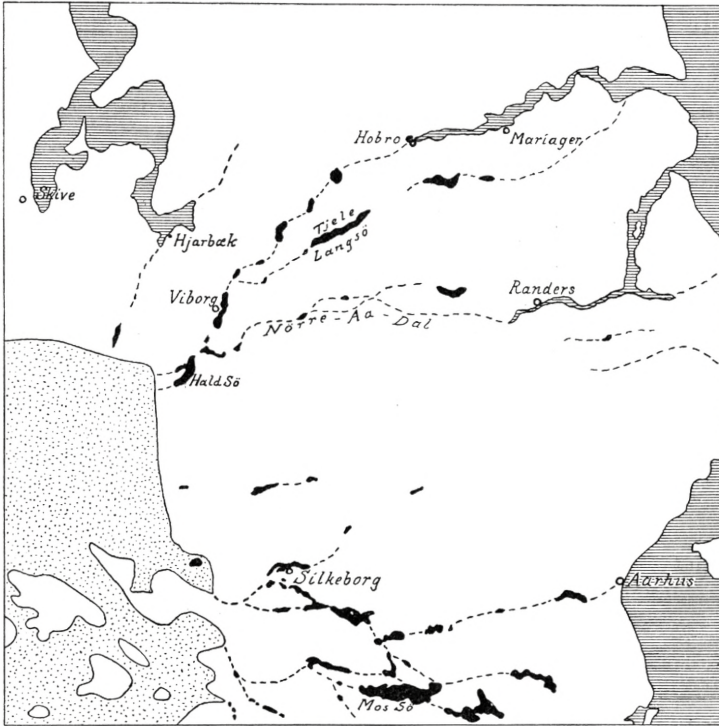 Hobro
Mariager
Skive
Tjele
Langsö
Hjarbæk
Viborg
Randers
Nörre-Aa-Dal
Hald Sö
Silkeborg
Aarhus
Mos Sö